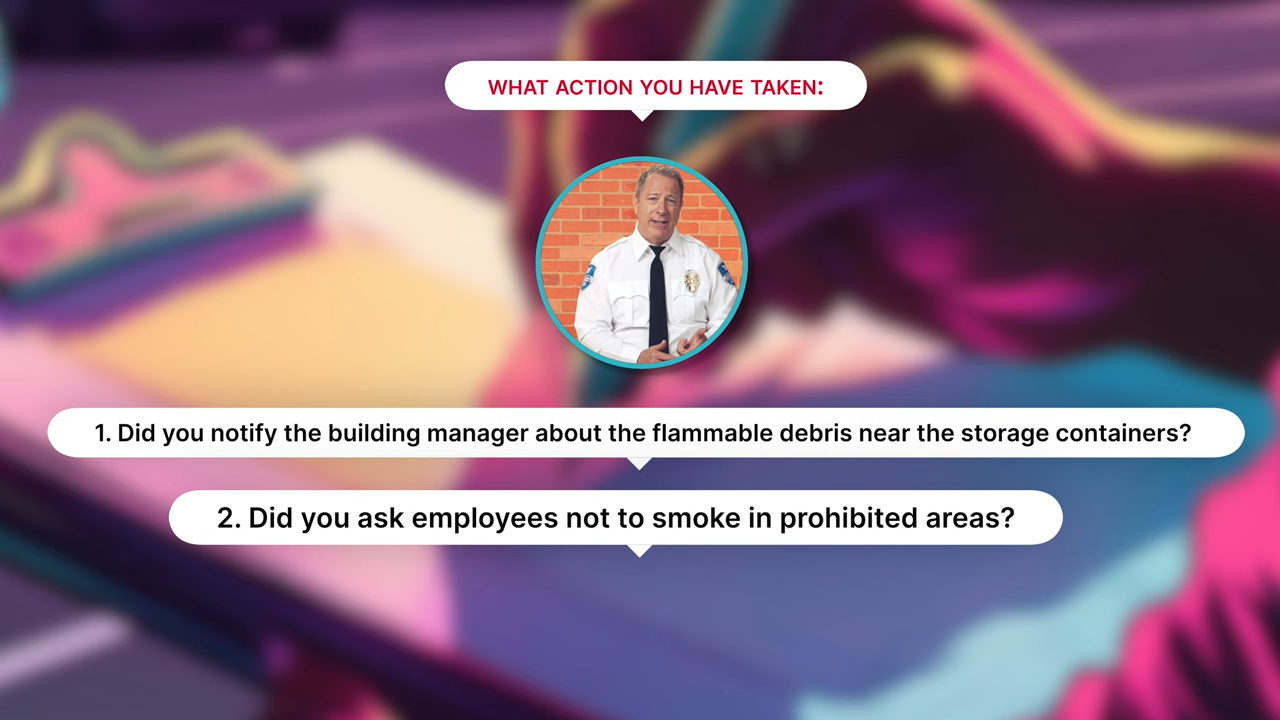 WHAT ACTION YOU HAVE TAKEN:
1. Did you notify the building manager about the flammable debris near the storage containers?
2. Did you ask employees not to smoke in prohibited areas?